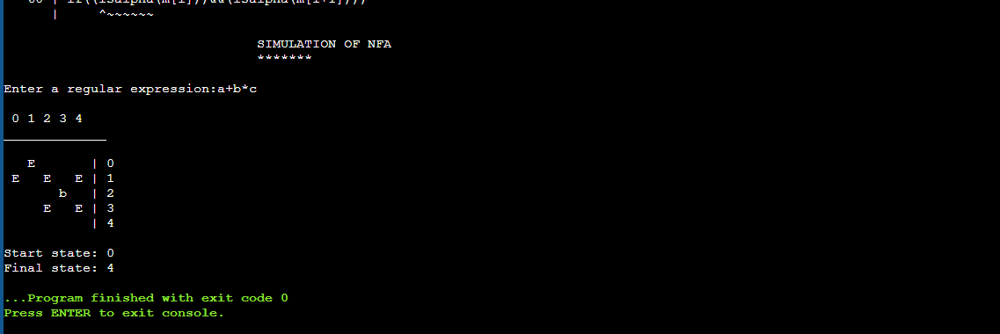 60 | if((isalpha(m[i]))&&(isalpha(m[i+1])))
| ^~~~~~~
SIMULATION OF NFA
*******
Enter a regular expression:a+b*c
0 1 2 3 4
_____________
E | 0
E E E | 1
b | 2
E E | 3
| 4
Start state: 0
Final state: 4
...Program finished with exit code 0
Press ENTER to exit console.